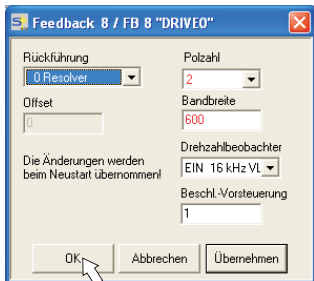 Feedback 8 / FB 8 "DRIVE0"
Rückführung
0 Resolver
Offset
0
Die Änderungen werden
beim Neustart übernommen!
Polzahl
2
Bandbreite
600
Drehzahlbeobachter
EIN 16 kHz VL
Beschl.-Vorsteuerung
1
OK
Abbrechen
Übernehmen